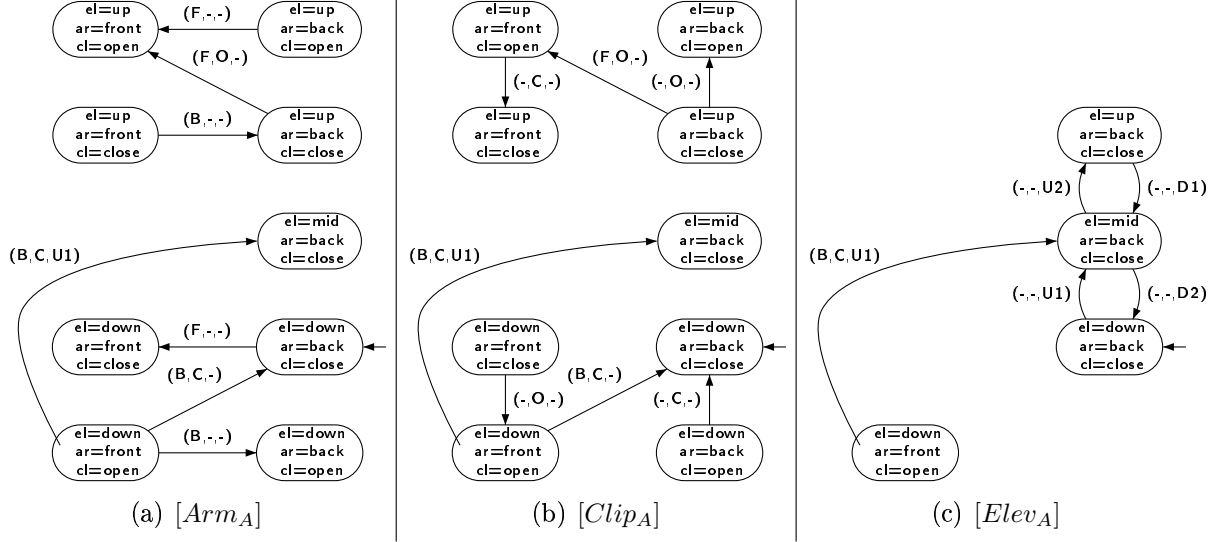 el=up
ar=front
cl=open
(F,-,-)
el=up
ar=back
cl=open
(F,O,-)
el=up
ar=front
cl=close
(B,-,-)
el=up
ar=back
cl=close
el=mid
ar=back
cl=close
(B,C,U1)
el=down
ar=front
cl=close
(F,-,-)
el=down
ar=back
cl=close
(B,C,-)
el=down
ar=front
cl=open
(B,-,-)
el=down
ar=back
cl=open
(a) [Arm_A]
el=up
ar=front
cl=open
el=up
ar=back
cl=open
(F,O,-)
(-,C,-)
(-,O,-)
el=up
ar=front
cl=close
el=up
ar=back
cl=close
el=mid
ar=back
cl=close
(B,C,U1)
el=down
ar=front
cl=close
el=down
ar=back
cl=close
(B,C,-)
(-,O,-)
(-,C,-)
el=down
ar=front
cl=open
el=down
ar=back
cl=open
(b) [Clip_A]
el=up
ar=back
cl=close
(-,-,U2)
(-,-,D1)
el=mid
ar=back
cl=close
(B,C,U1)
(-,-,U1)
(-,-,D2)
el=down
ar=back
cl=close
el=down
ar=front
cl=open
(c) [Elev_A]